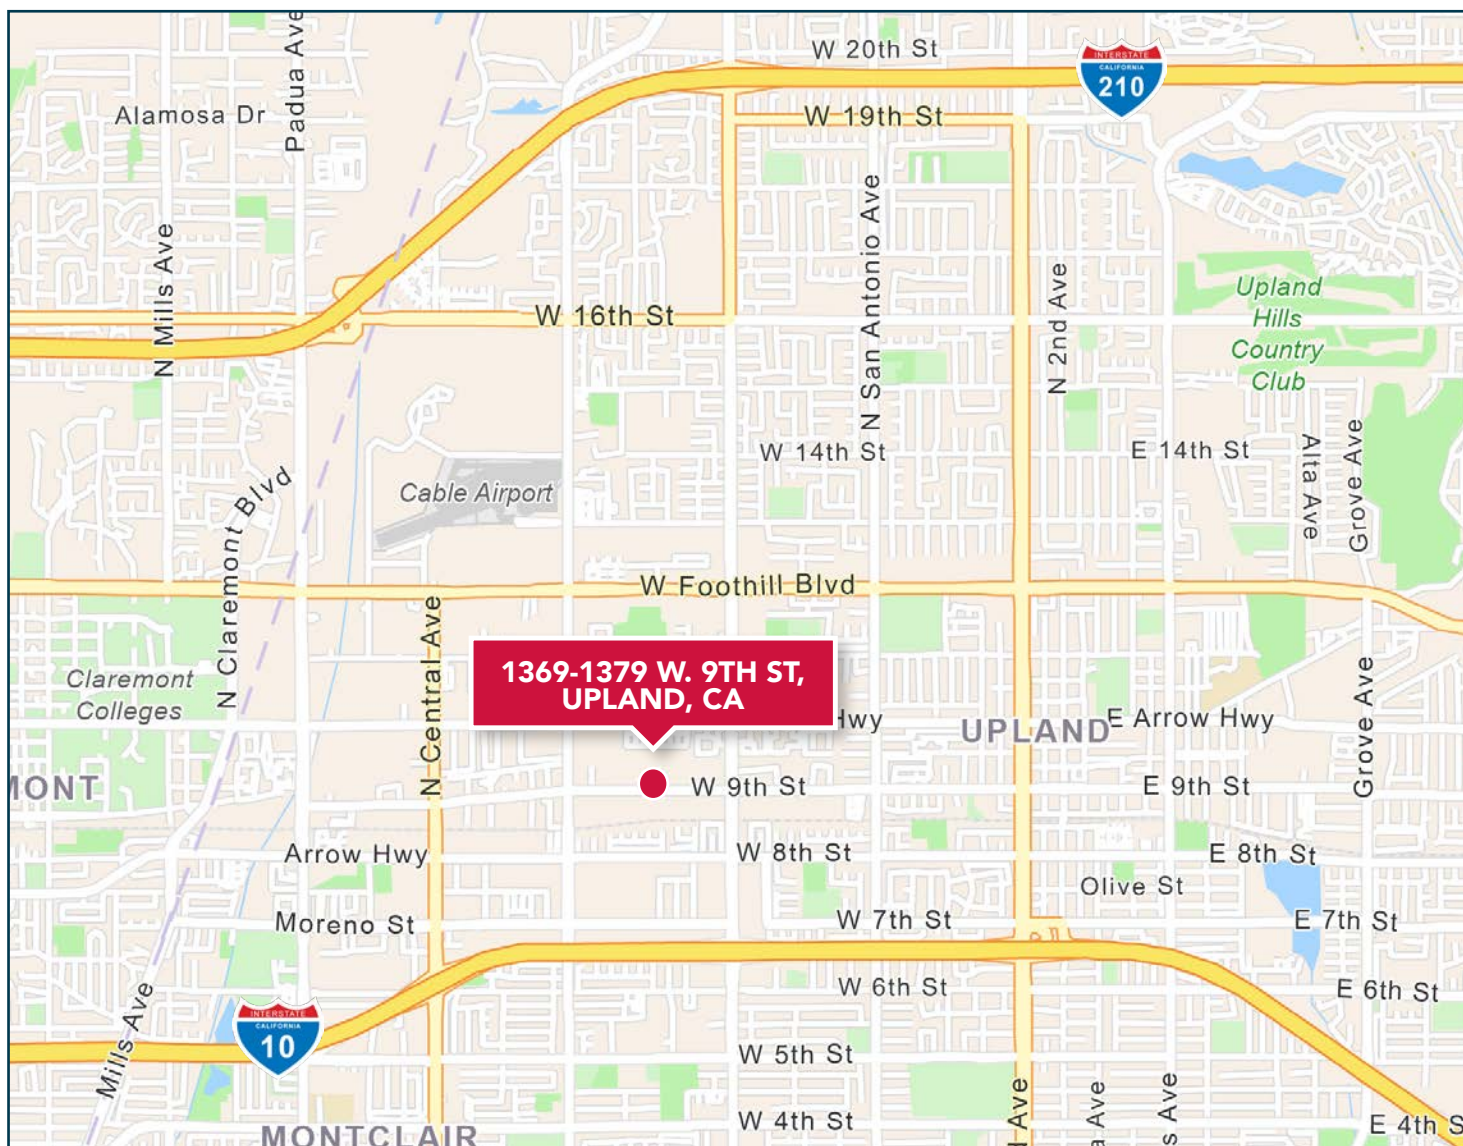 W 20th St
INTERSTATE
CALIFORNIA
210
Padua Ave
Alamosa Dr
W 19th St
N Mills Ave
N San Antonio Ave
N 2nd Ave
Upland
Hills
Country
Club
W 16th St
W 14th St
E 14th St
Alta Ave
Grove Ave
Cable Airport
N Claremont Blvd
W Foothill Blvd
N Central Ave
1369-1379 W. 9TH ST,
UPLAND, CA
Claremont
Colleges
Hwy
UPLAND
E Arrow Hwy
Grove Ave
MONT
W 9th St
E 9th St
Arrow Hwy
W 8th St
E 8th St
Olive St
Moreno St
W 7th St
E 7th St
W 6th St
E 6th St
Mills Ave
INTERSTATE
CALIFORNIA
10
W 5th St
W 4th St
E 4th S
MONTCLAIR
Ave
a Ave
s Ave